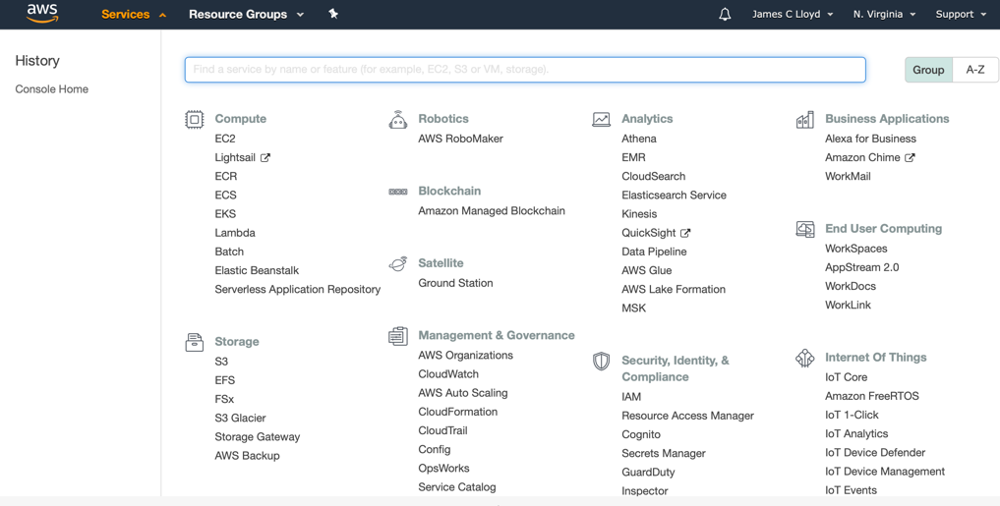 aws
Services
Resource Groups
James C Lloyd
N. Virginia
Support
History
Console Home
Find a service by name or feature (for example, EC2, S3 or VM, storage).
Group
A-Z
Compute
EC2
Lightsail
ECR
ECS
EKS
Lambda
Batch
Elastic Beanstalk
Serverless Application Repository
Storage
S3
EFS
FSx
S3 Glacier
Storage Gateway
AWS Backup
Robotics
AWS RoboMaker
Blockchain
Amazon Managed Blockchain
Satellite
Ground Station
Management & Governance
AWS Organizations
CloudWatch
AWS Auto Scaling
CloudFormation
CloudTrail
Config
OpsWorks
Service Catalog
Analytics
Athena
EMR
CloudSearch
Elasticsearch Service
Kinesis
QuickSight
Data Pipeline
AWS Glue
AWS Lake Formation
MSK
Security, Identity, &
Compliance
IAM
Resource Access Manager
Cognito
Secrets Manager
GuardDuty
Inspector
Business Applications
Alexa for Business
Amazon Chime
WorkMail
End User Computing
WorkSpaces
AppStream 2.0
WorkDocs
WorkLink
Internet Of Things
IoT Core
Amazon FreeRTOS
IoT 1-Click
IoT Analytics
IoT Device Defender
IoT Device Management
IoT Events